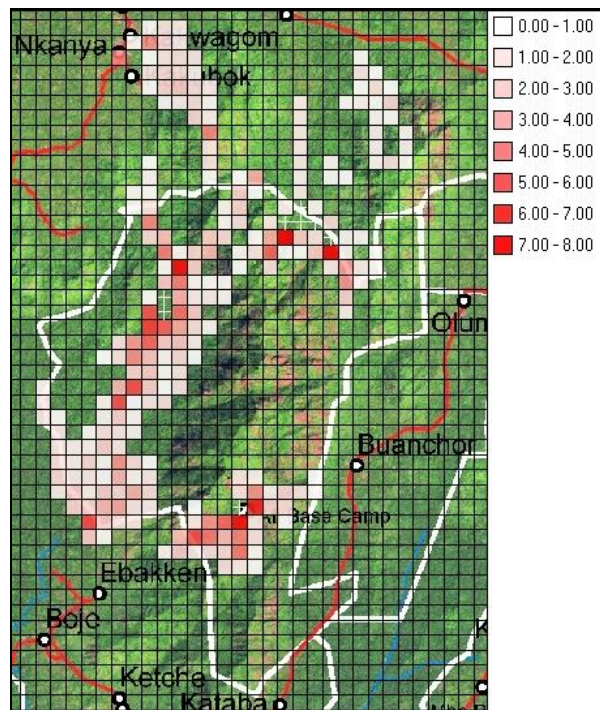 Nkanya
wagom
bok
Olun
Buanchor
Base Camp
Ebakken
Boje
Ketche
Kataba
K
0.00 - 1.00
1.00 - 2.00
2.00 - 3.00
3.00 - 4.00
4.00 - 5.00
5.00 - 6.00
6.00 - 7.00
7.00 - 8.00